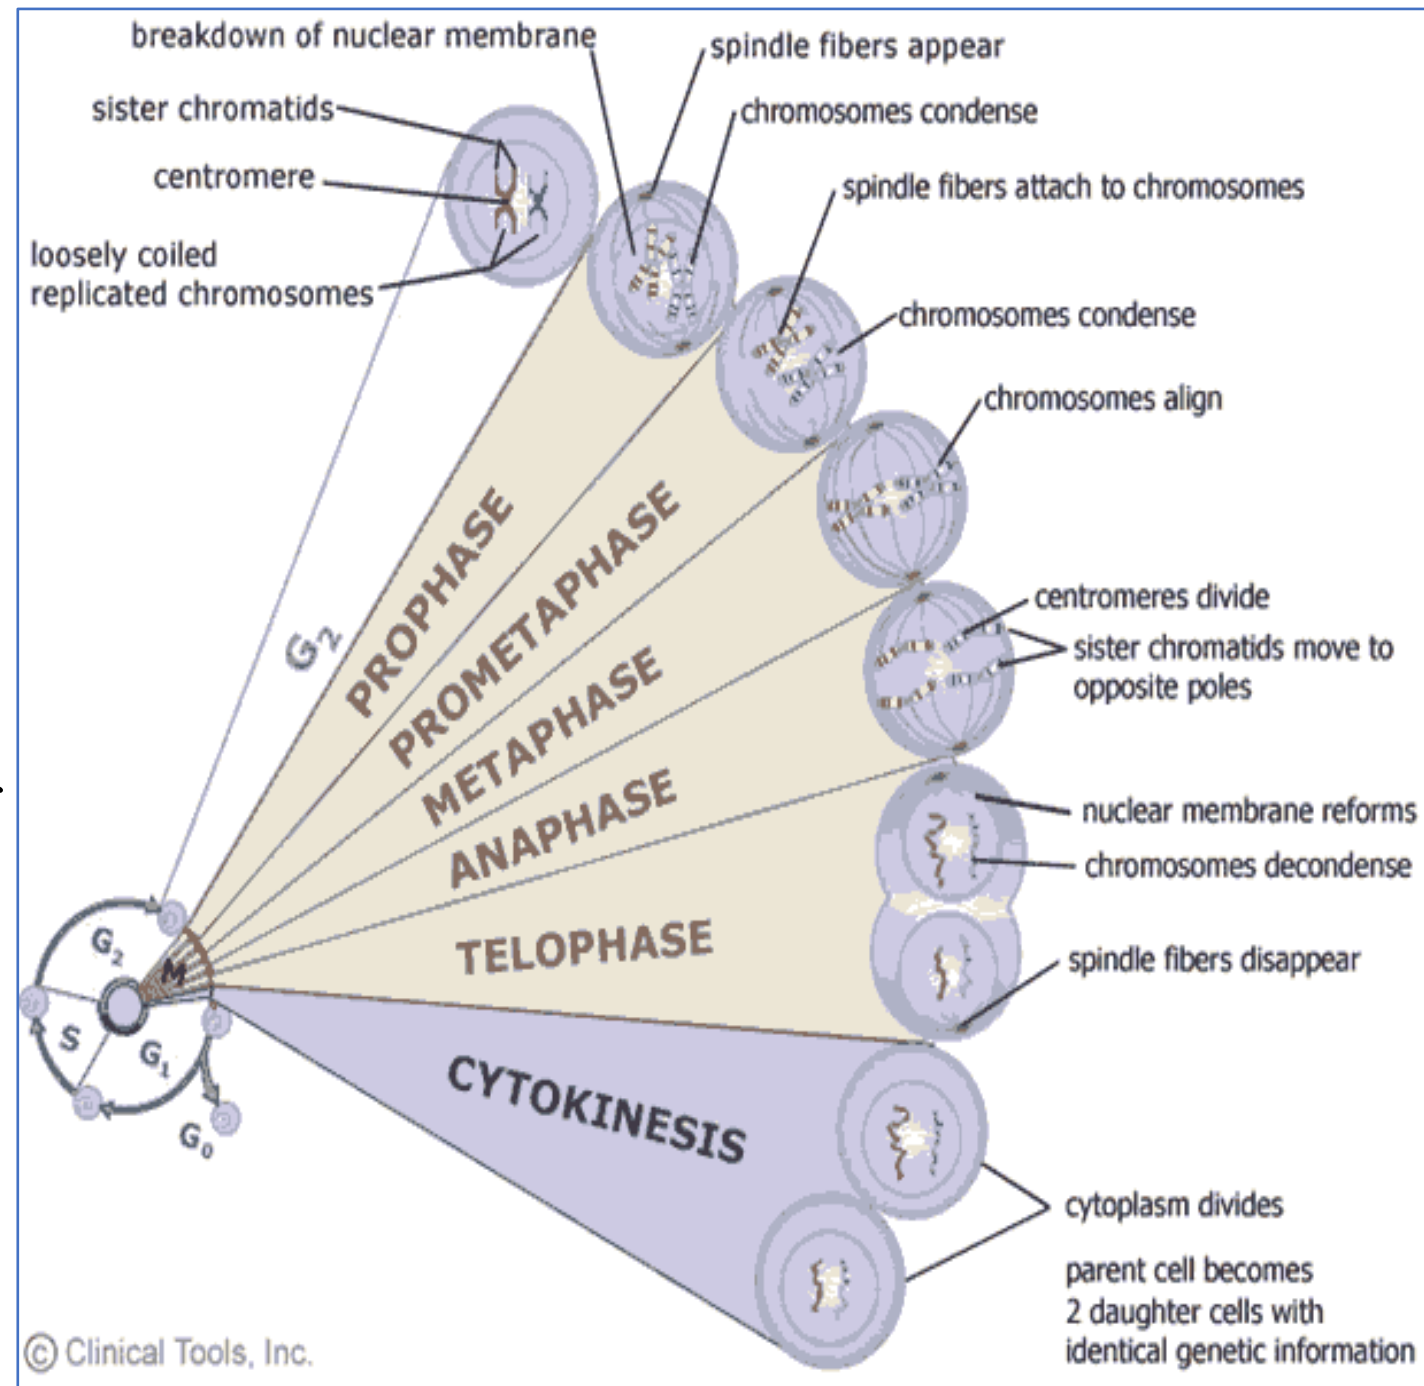 breakdown of nuclear membrane
spindle fibers appear
sister chromatids
chromosomes condense
centromere
spindle fibers attach to chromosomes
loosely coiled
replicated chromosomes
chromosomes condense
chromosomes align
centromeres divide
sister chromatids move to
opposite poles
nuclear membrane reforms
chromosomes decondense
spindle fibers disappear
cytoplasm divides
parent cell becomes
2 daughter cells with
identical genetic information
G₂
PROPHASE
PROMETAPHASE
METAPHASE
ANAPHASE
TELOPHASE
CYTOKINESIS
G₂
M
S
G₁
G₀
© Clinical Tools, Inc.